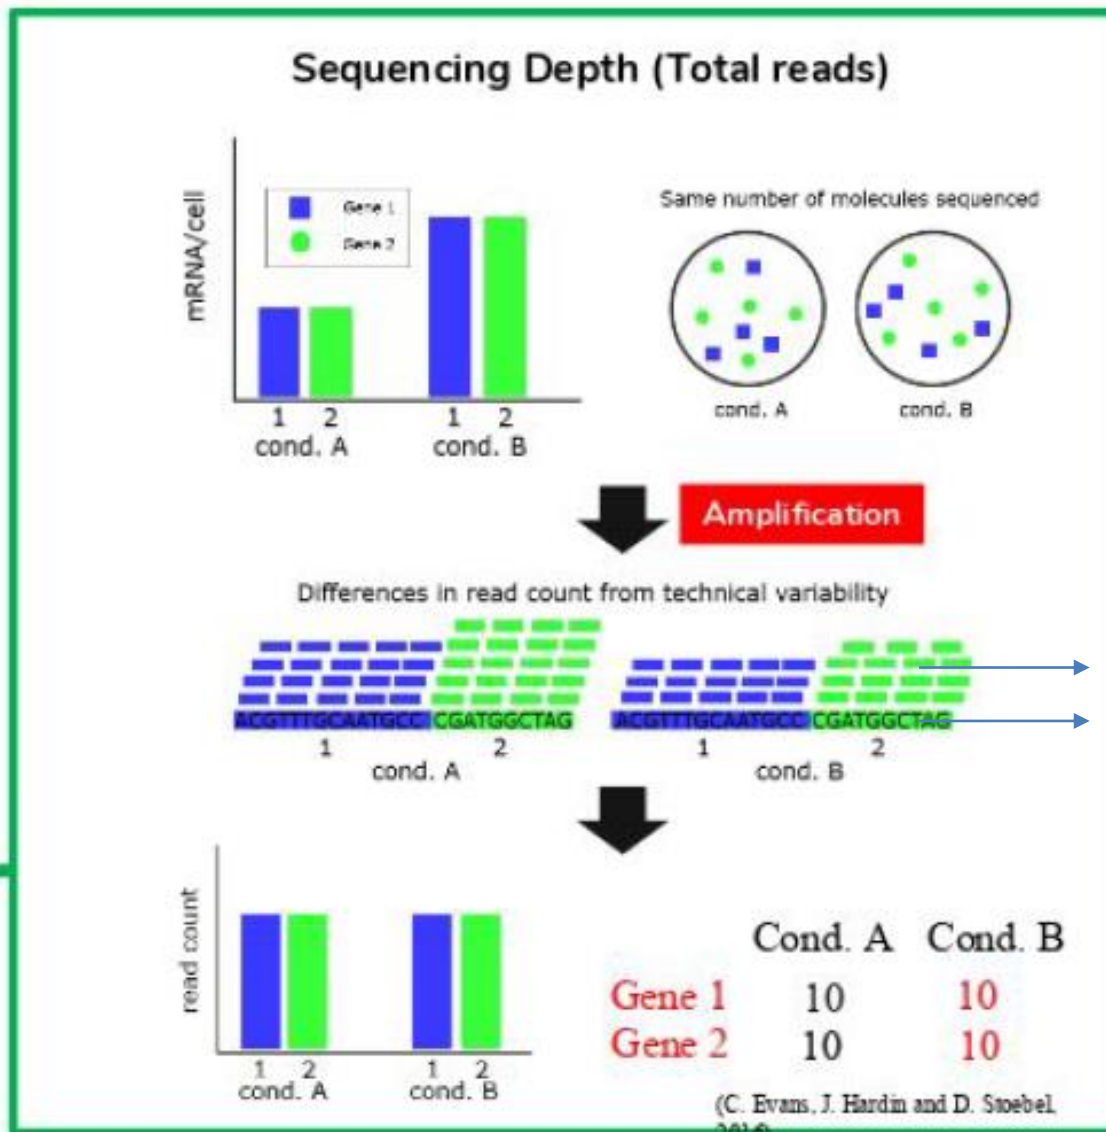 Sequencing Depth (Total reads)
mRNA/cell
Gene 1
Gene 2
1 2 1 2
cond. A cond. B
Same number of molecules sequenced
cond. A cond. B
Amplification
Differences in read count from technical variability
ACGTTTGCAATGCC CGATGGCTAG ACGTTTGCAATGCC CGATGGCTAG
1 2 1 2
cond. A cond. B
read count
1 2 1 2
cond. A cond. B
Cond. A Cond. B
Gene 1 10 10
Gene 2 10 10
(C. Evans, J. Hardin and D. Stoebel,